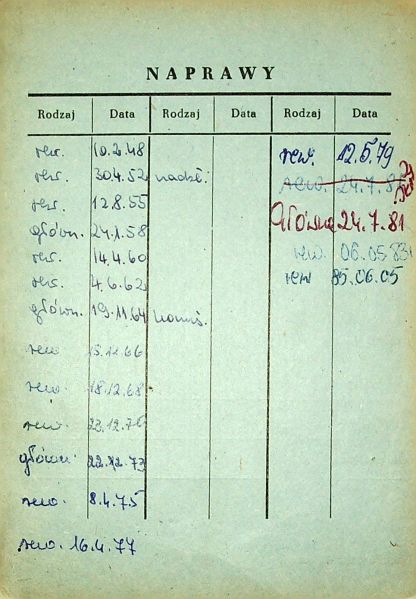 NAPRAWY
Rodzaj Data Rodzaj Data Rodzaj Data
rew. 10.2.48
rew. 30.4.52 nadzł.
rew. 12.8.55
główn. 24.1.58
rew. 14.4.60
rew. 4.6.62
główn. 19.11.64
rew 15.11.66
rew. 18.12.68
rew.
główn. 73
rew. 8.4.75
rew. 16.4.77
rew. 12.5.79
rew. 24.7.81
Główna 24.7.81
rew. 06.05.83
rew 85.06.05